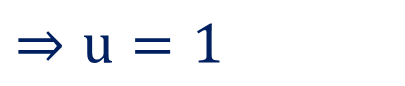 ⇒ u = 1